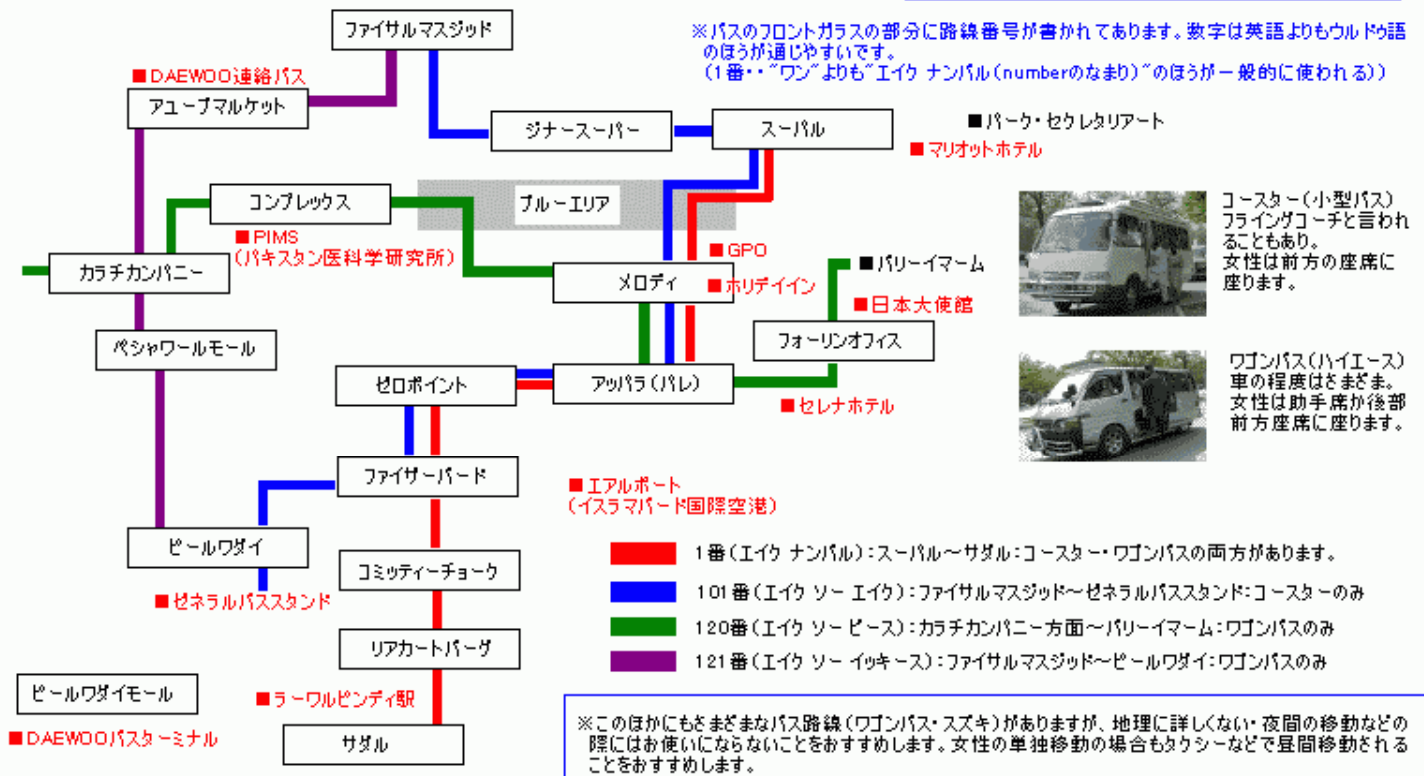 ※バスのフロントガラスの部分に路線番号が書かれてあります。数字は英語よりもウルドゥ語
のほうが通じやすいです。
(1番・・"ワン"よりも"エイク ナンバル(numberのなまり)"のほうが一般的に使われる))
ファイサルマスジッド
■DAEWOO連絡バス
アユーブマルケット
ジナースーパー
スーパル
■パーク・セクレタリアート
■マリオットホテル
コンプレックス
ブルーエリア
■PIMS
(パキスタン医科学研究所)
カラチカンパニー
■GPO
メロディ
■ホリデイイン
■バリーイマーム
■日本大使館
フォーリンオフィス
コースター(小型バス)
フライングコーチと言われ
ることもあり。
女性は前方の座席に
座ります。
ペシャワールモール
ゼロポイント
アッパラ(パレ)
■セレナホテル
ワゴンバス(ハイエース)
車の程度はさまざま。
女性は助手席か後部
前方座席に座ります。
ファイザーバード
■エアルポート
(イスラマバード国際空港)
ピールワダイ
■ゼネラルバススタンド
コミッティーチョーク
リアカートバーグ
■ラーワルピンディ駅
サダル
ピールワダイモール
■DAEWOOバスターミナル
1番(エイク ナンバル):スーパル～サダル:コースター・ワゴンバスの両方があります。
101番(エイク ソー エイク):ファイサルマスジッド～ゼネラルバススタンド:コースターのみ
120番(エイク ソー ビース):カラチカンパニー方面～バリーイマーム:ワゴンバスのみ
121番(エイク ソー イッキース):ファイサルマスジッド～ピールワダイ:ワゴンバスのみ
※このほかにもさまざまなバス路線(ワゴンバス・スズキ)がありますが、地理に詳しくない・夜間の移動などの
際にはお使いにならないことをおすすめします。女性の単独移動の場合もタクシーなどで昼間移動される
ことをおすすめします。